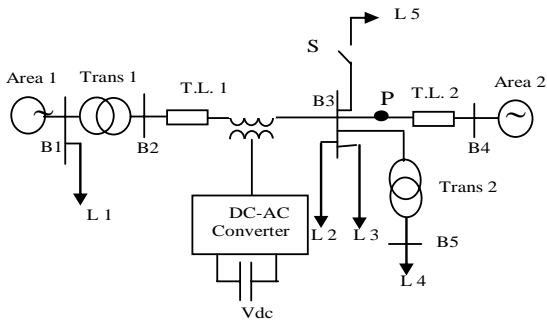 L 5
S
Area 1
Trans 1
T.L. 1
B3
P
T.L. 2
Area 2
~
~
B1
B2
B4
L 1
Trans 2
DC-AC
Converter
L 2
L 3
B5
L 4
Vdc